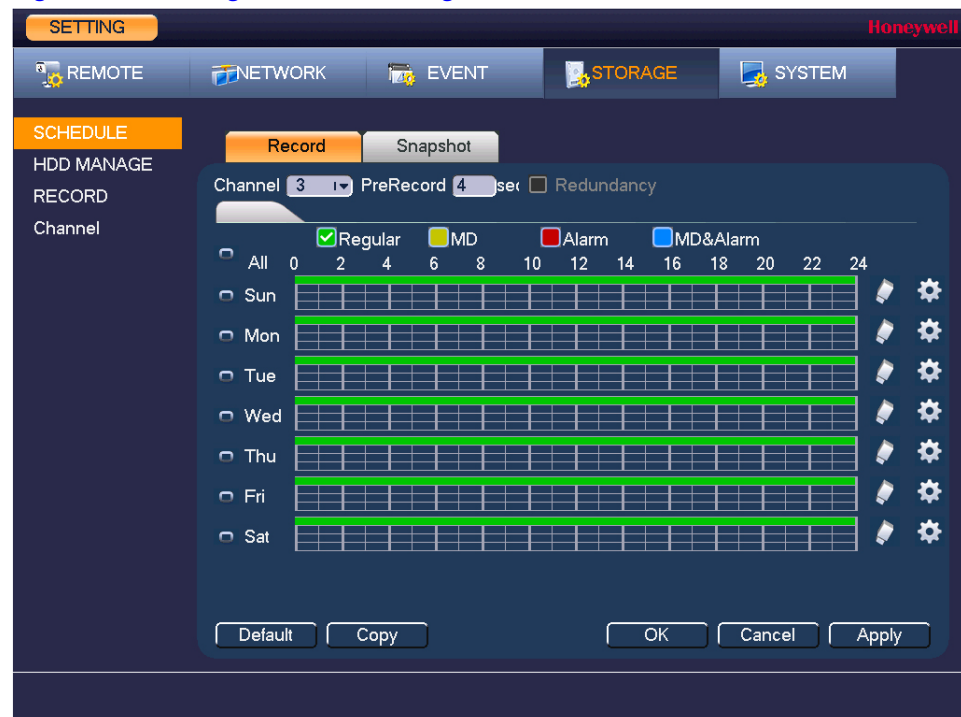 SETTING
Honeywell
REMOTE NETWORK EVENT STORAGE SYSTEM
SCHEDULE
HDD MANAGE
RECORD
Channel
Record Snapshot
Channel 3 PreRecord 4 sec Redundancy
Regular MD Alarm MD&Alarm
All 0 2 4 6 8 10 12 14 16 18 20 22 24
Sun
Mon
Tue
Wed
Thu
Fri
Sat
Default Copy OK Cancel Apply